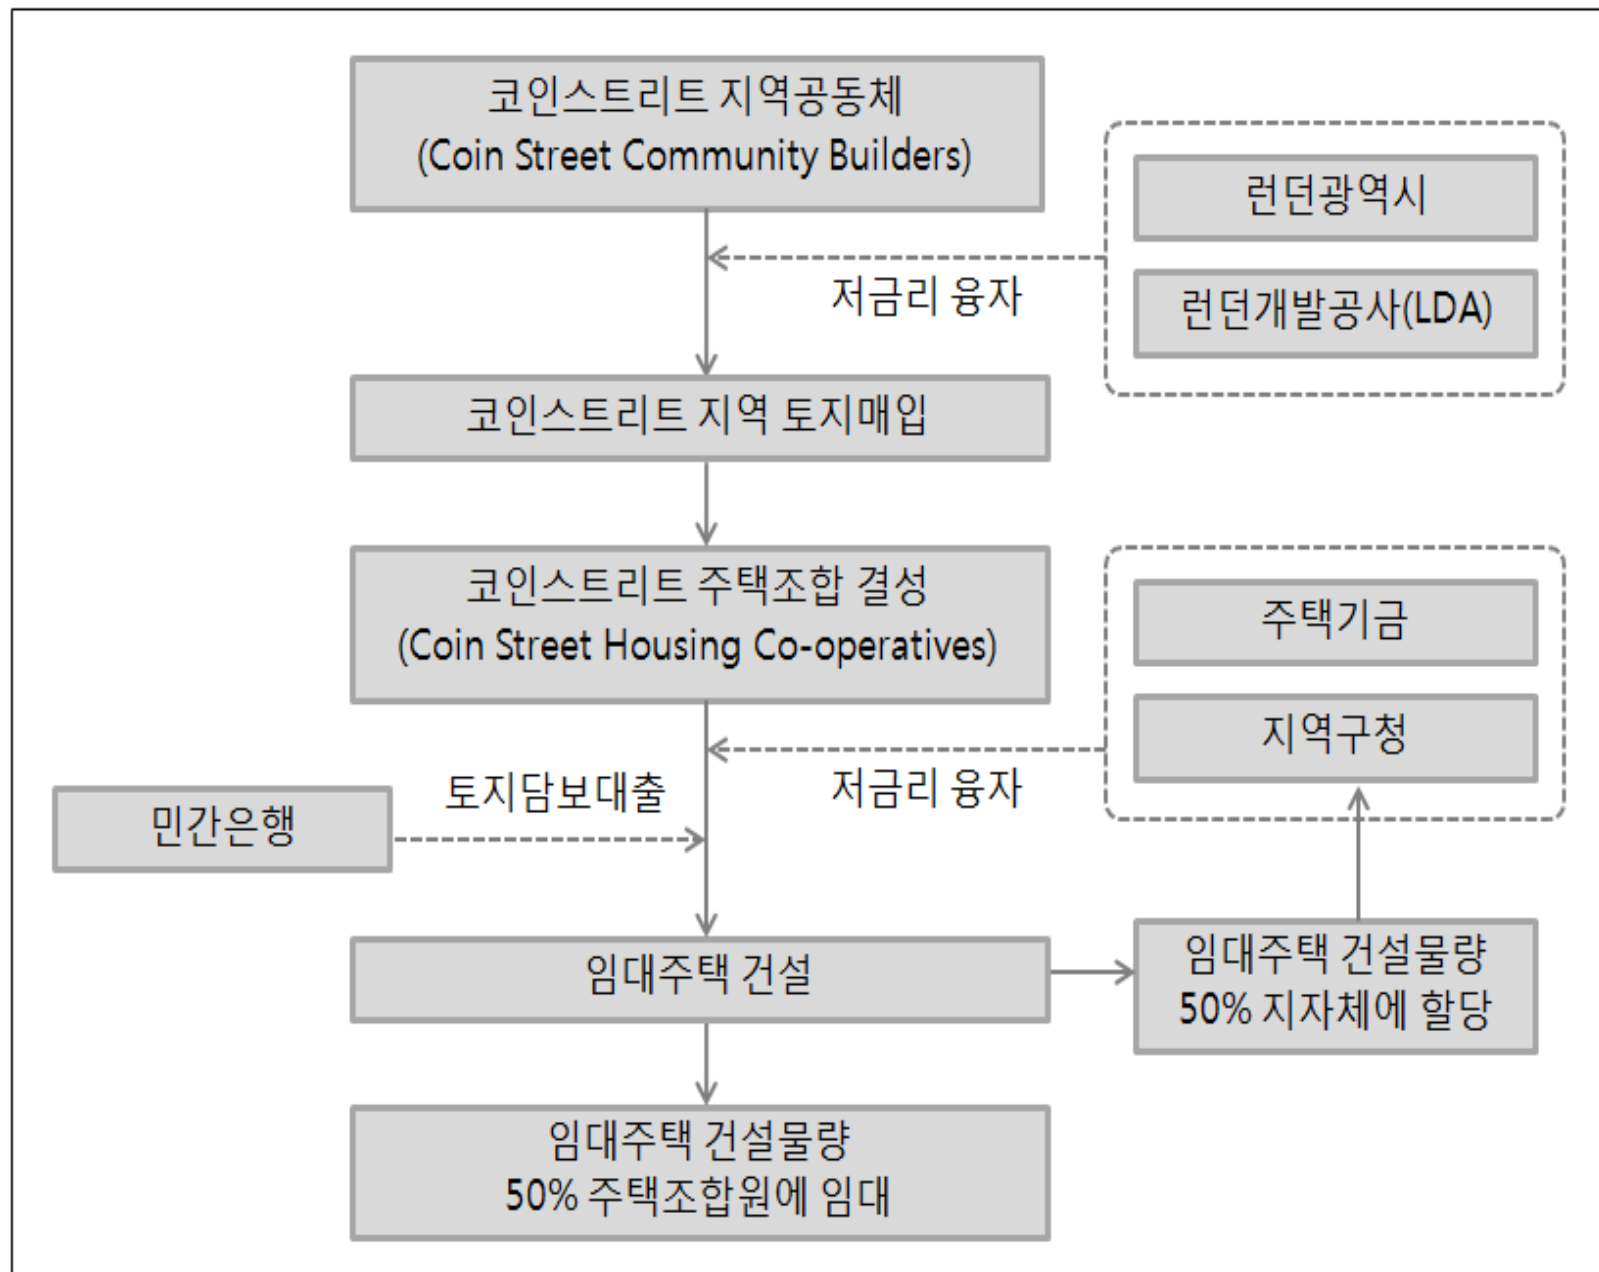 코인스트리트 지역공동체
(Coin Street Community Builders)
런던광역시
저금리 융자
런던개발공사(LDA)
코인스트리트 지역 토지매입
코인스트리트 주택조합 결성
(Coin Street Housing Co-operatives)
주택기금
지역구청
저금리 융자
토지담보대출
민간은행
임대주택 건설
임대주택 건설물량
50% 지자체에 할당
임대주택 건설물량
50% 주택조합원에 임대